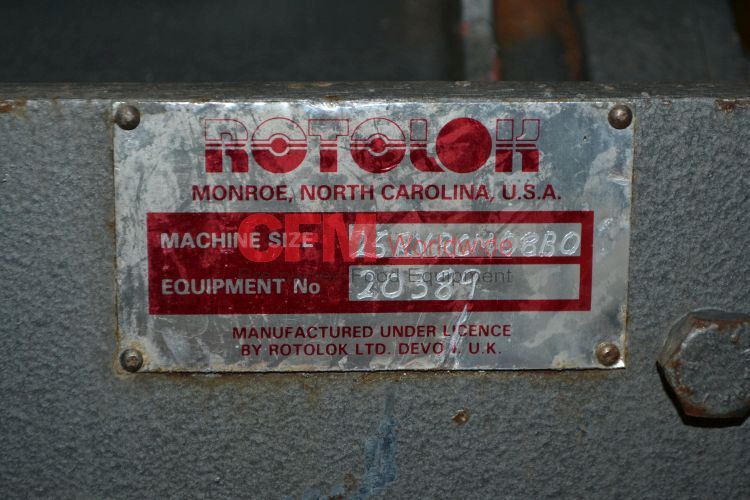 ROTOLOK
MONROE, NORTH CAROLINA, U.S.A.
MACHINE SIZE
CFM Worldwide
Food Equipment
EQUIPMENT No 20389
MANUFACTURED UNDER LICENCE
BY ROTOLOK LTD. DEVON, U.K.